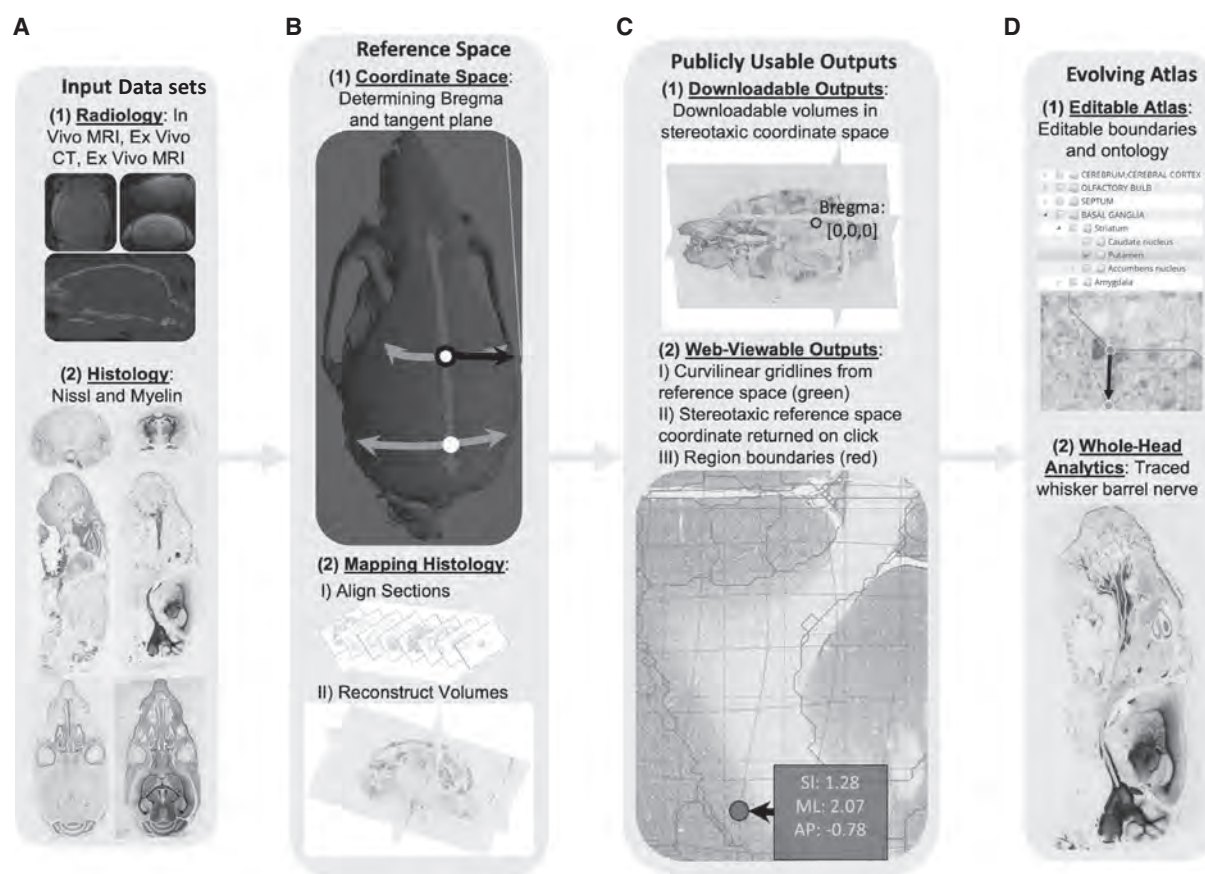 A
Input Data sets
(1) Radiology: In
Vivo MRI, Ex Vivo
CT, Ex Vivo MRI
(2) Histology:
Nissl and Myelin
B
Reference Space
(1) Coordinate Space:
Determining Bregma
and tangent plane
(2) Mapping Histology:
I) Align Sections
II) Reconstruct Volumes
C
Publicly Usable Outputs
(1) Downloadable Outputs:
Downloadable volumes in
stereotaxic coordinate space
Bregma:
[0,0,0]
(2) Web-Viewable Outputs:
I) Curvilinear gridlines from
reference space (green)
II) Stereotaxic reference space
coordinate returned on click
III) Region boundaries (red)
SI: 1.28
ML: 2.07
AP: -0.78
D
Evolving Atlas
(1) Editable Atlas:
Editable boundaries
and ontology
CEREBRUM;CEREBRAL CORTEX
OLFACTORY BULB
SEPTUM
BASAL GANGLIA
Striatum
Caudate nucleus
Putamen
Accumbens nucleus
Amygdala
(2) Whole-Head
Analytics: Traced
whisker barrel nerve